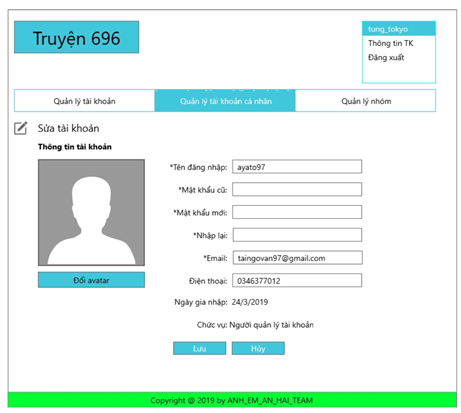 Truyện 696
tung_tokyo
Thông tin TK
Đăng xuất
Quản lý tài khoản
Quản lý tài khoản cá nhân
Quản lý nhóm
Sửa tài khoản
Thông tin tài khoản
*Tên đăng nhập: ayato97
*Mật khẩu cũ:
*Mật khẩu mới:
*Nhập lại:
*Email: taingovan97@gmail.com
Điện thoại: 0346377012
Đổi avatar
Ngày gia nhập: 24/3/2019
Chức vụ: Người quản lý tài khoản
Lưu
Hủy
Copyright @ 2019 by ANH_EM_AN_HAI_TEAM